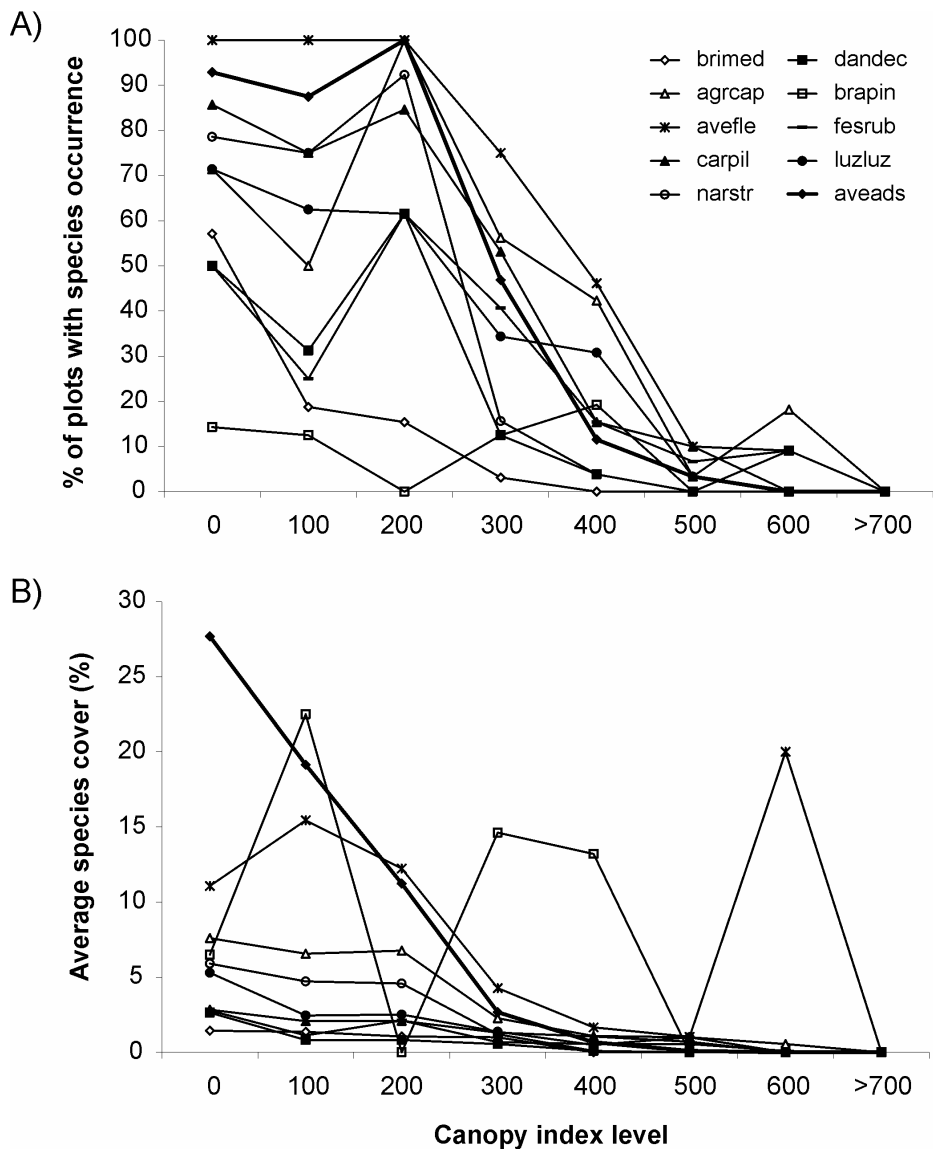 A)
% of plots with species occurrence
100
90
80
70
60
50
40
30
20
10
0
brimed dandec
agrcap brapin
avefle fesrub
carpil luzluz
narstr aveads
0 100 200 300 400 500 600 >700
B)
Average species cover (%)
30
25
20
15
10
5
0
0 100 200 300 400 500 600 >700
Canopy index level